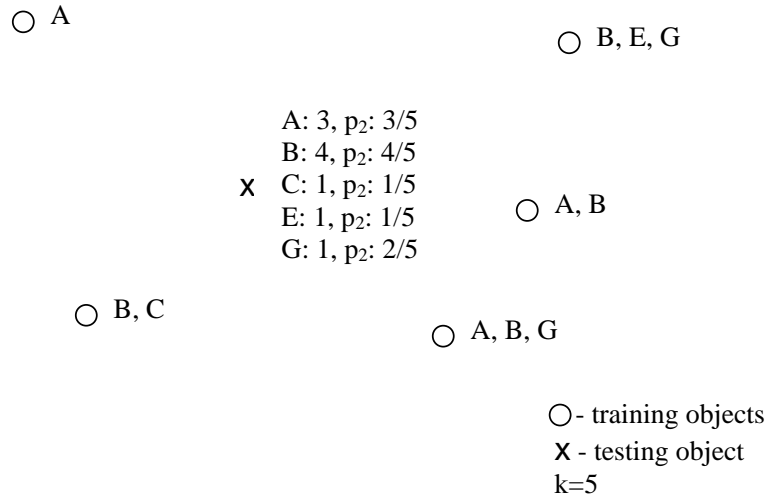 A
B, E, G
A: 3, p₂: 3/5
B: 4, p₂: 4/5
x C: 1, p₂: 1/5
E: 1, p₂: 1/5
G: 1, p₂: 2/5
A, B
B, C
A, B, G
- training objects
x - testing object
k=5